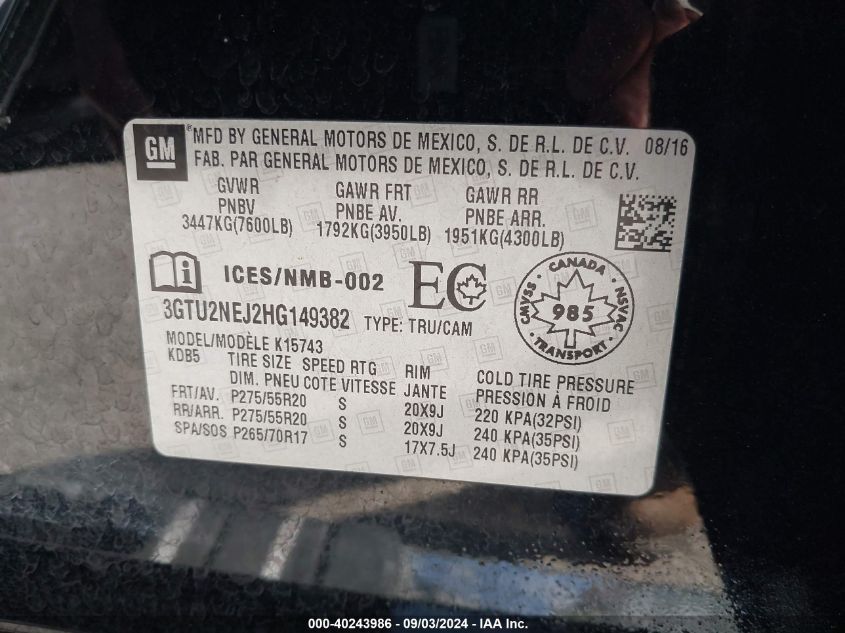 GM ® MFD BY GENERAL MOTORS DE MEXICO, S. DE R.L. DE C.V. 08/16
FAB. PAR GENERAL MOTORS DE MEXICO, S. DE R.L. DE C.V.
GVWR GAWR FRT GAWR RR
PNBV PNBE AV. PNBE ARR.
3447KG(7600LB) 1792KG(3950LB) 1951KG(4300LB)
i ICES/NMB-002 EC
CANADA
CMVSS 985 NSVAC
TRANSPORT
3GTU2NEJ2HG149382 TYPE: TRU/CAM
MODEL/MODÈLE K15743
KDB5 TIRE SIZE SPEED RTG RIM COLD TIRE PRESSURE
DIM. PNEU COTE VITESSE JANTE PRESSION À FROID
FRT/AV. P275/55R20 S 20X9J 220 KPA(32PSI)
RR/ARR. P275/55R20 S 20X9J 240 KPA(35PSI)
SPA/SOS P265/70R17 S 17X7.5J 240 KPA(35PSI)
000-40243986 - 09/03/2024 - IAA Inc.